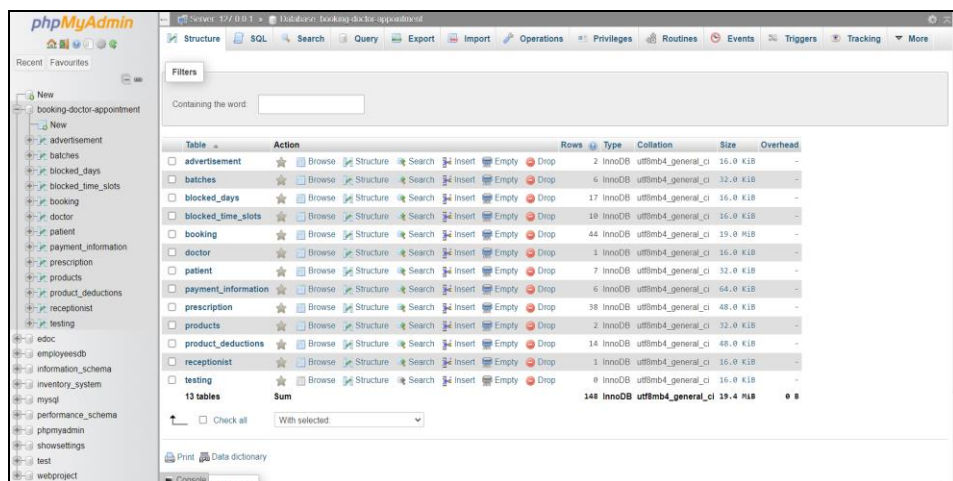 phpMyAdmin
Recent Favourites
New
booking-doctor-appointment
New
advertisement
batches
blocked_days
blocked_time_slots
booking
doctor
patient
payment_information
prescription
products
product_deductions
receptionist
testing
edoc
employeesdb
information_schema
inventory_system
mysql
performance_schema
phpmyadmin
showsettings
test
webproject
Server: 127.0.0.1 » Database: booking-doctor-appointment
Structure SQL Search Query Export Import Operations Privileges Routines Events Triggers Tracking More
Filters
Containing the word:
Table Action Rows Type Collation Size Overhead
advertisement Browse Structure Search Insert Empty Drop 2 InnoDB utf8mb4_general_ci 16.0 KiB -
batches Browse Structure Search Insert Empty Drop 6 InnoDB utf8mb4_general_ci 32.0 KiB -
blocked_days Browse Structure Search Insert Empty Drop 17 InnoDB utf8mb4_general_ci 16.0 KiB -
blocked_time_slots Browse Structure Search Insert Empty Drop 10 InnoDB utf8mb4_general_ci 16.0 KiB -
booking Browse Structure Search Insert Empty Drop 44 InnoDB utf8mb4_general_ci 19.0 MiB -
doctor Browse Structure Search Insert Empty Drop 1 InnoDB utf8mb4_general_ci 16.0 KiB -
patient Browse Structure Search Insert Empty Drop 7 InnoDB utf8mb4_general_ci 32.0 KiB -
payment_information Browse Structure Search Insert Empty Drop 6 InnoDB utf8mb4_general_ci 64.0 KiB -
prescription Browse Structure Search Insert Empty Drop 38 InnoDB utf8mb4_general_ci 48.0 KiB -
products Browse Structure Search Insert Empty Drop 2 InnoDB utf8mb4_general_ci 32.0 KiB -
product_deductions Browse Structure Search Insert Empty Drop 14 InnoDB utf8mb4_general_ci 48.0 KiB -
receptionist Browse Structure Search Insert Empty Drop 1 InnoDB utf8mb4_general_ci 16.0 KiB -
testing Browse Structure Search Insert Empty Drop 0 InnoDB utf8mb4_general_ci 16.0 KiB -
13 tables Sum 148 InnoDB utf8mb4_general_ci 19.4 MiB 0 B
Check all With selected:
Print Data dictionary
Console